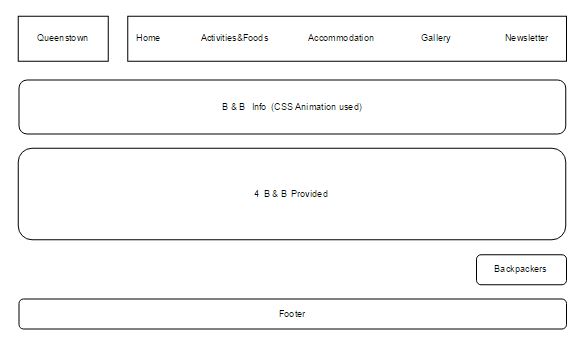 Queenstown
Home Activities&Foods Accommodation Gallery Newsletter
B & B Info (CSS Animation used)
4 B & B Provided
Backpackers
Footer